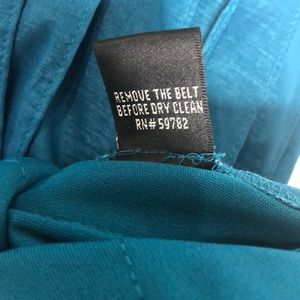 REMOVE THE BELT
BEFORE DRY CLEAN
RN#59782